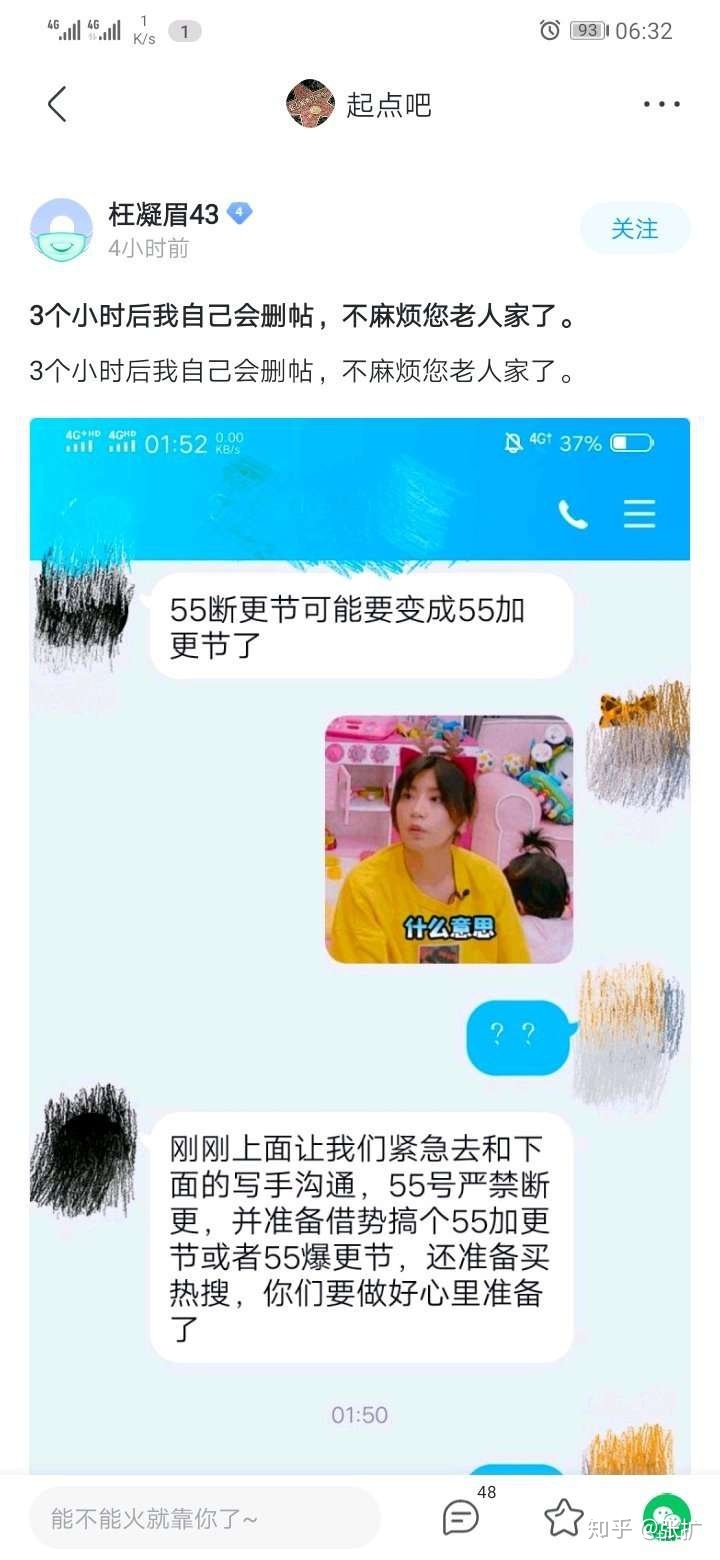 4G 4G 1 K/s 1 93 06:32
起点吧
枉凝眉43 4
4小时前
关注
3个小时后我自己会删帖，不麻烦您老人家了。
3个小时后我自己会删帖，不麻烦您老人家了。
4G+HD 4GHD 01:52 0.00 KB/s 4G† 37%
55断更节可能要变成55加
更节了
什么意思
？？
刚刚上面让我们紧急去和下
面的写手沟通，55号严禁断
更，并准备借势搞个55加更
节或者55爆更节，还准备买
热搜，你们要做好心里准备
了
01:50
能不能火就靠你了~
48
知乎 @张扩